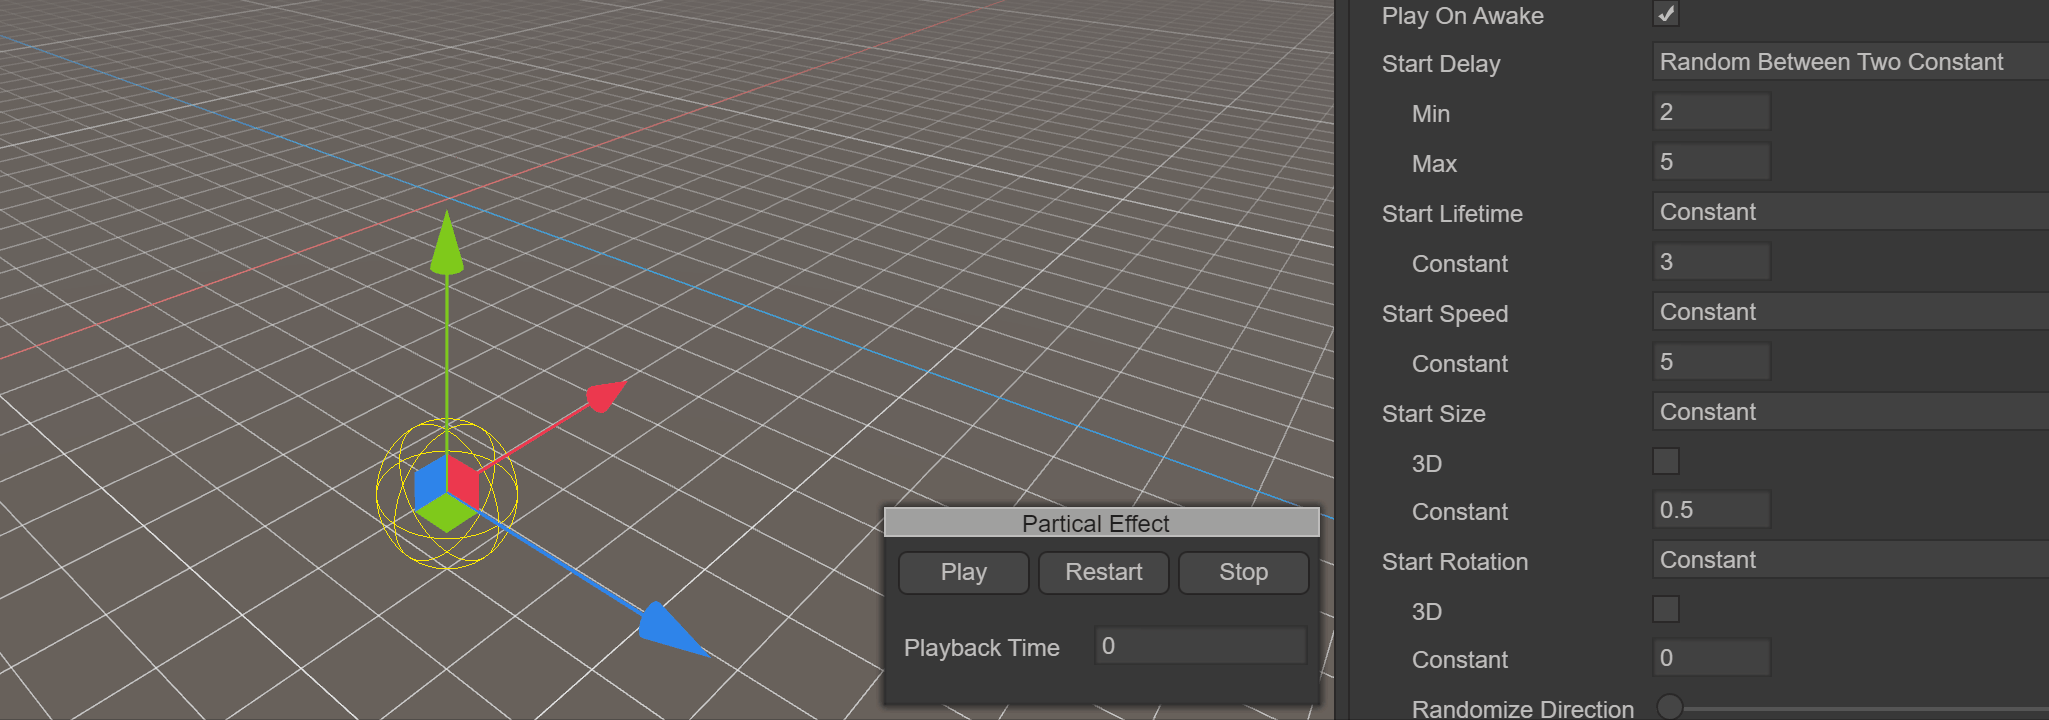 Play On Awake
Start Delay Random Between Two Constant
Min 2
Max 5
Start Lifetime Constant
Constant 3
Start Speed Constant
Constant 5
Start Size Constant
3D
Constant 0.5
Start Rotation Constant
3D
Constant 0
Randomize Direction
Partical Effect
Play Restart Stop
Playback Time 0